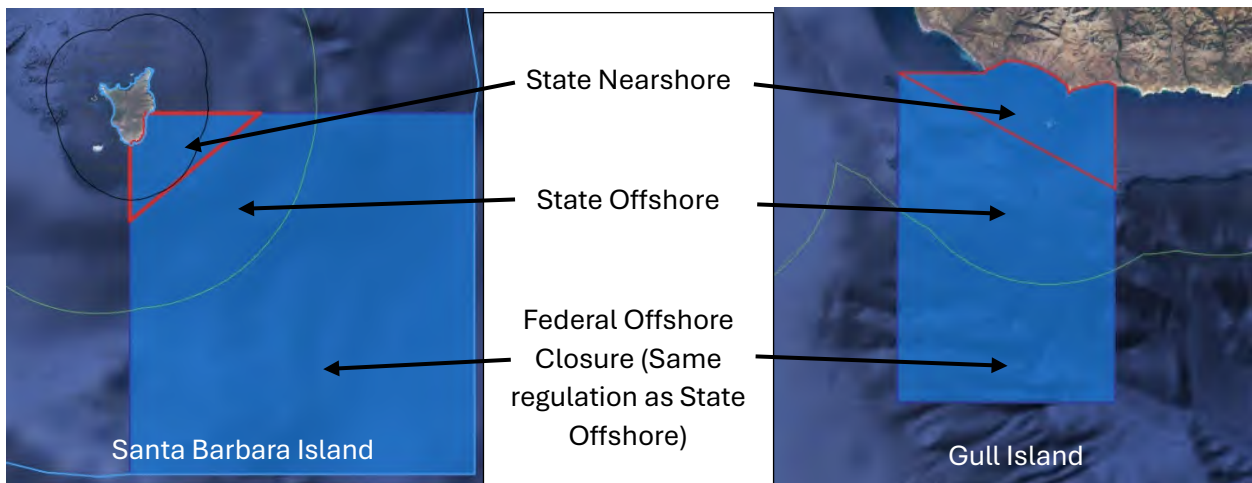 State Nearshore
State Offshore
Federal Offshore
Closure (Same
regulation as State
Offshore)
Santa Barbara Island
Gull Island